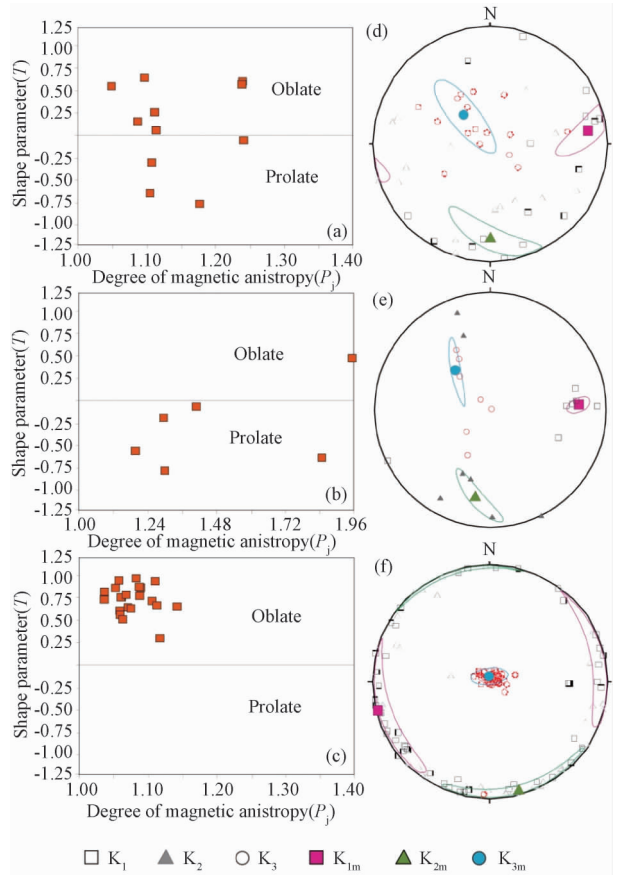 1.25
1.00
0.75
0.50
0.25
-0.25
-0.50
-0.75
-1.00
-1.25
Shape parameter(T)
Oblate
Prolate
(a)
1.00 1.10 1.20 1.30 1.40
Degree of magnetic anistropy(Pj)
(d)
N
1.25
1.00
0.75
0.50
0.25
-0.25
-0.50
-0.75
-1.00
-1.25
Shape parameter(T)
Oblate
Prolate
(b)
1.00 1.24 1.48 1.72 1.96
Degree of magnetic anistropy(Pj)
(e)
N
1.25
1.00
0.75
0.50
0.25
-0.25
-0.50
-0.75
-1.00
-1.25
Shape parameter(T)
Oblate
Prolate
(c)
1.00 1.10 1.20 1.30 1.40
Degree of magnetic anistropy(Pj)
(f)
N
K1 K2 K3 K1m K2m K3m